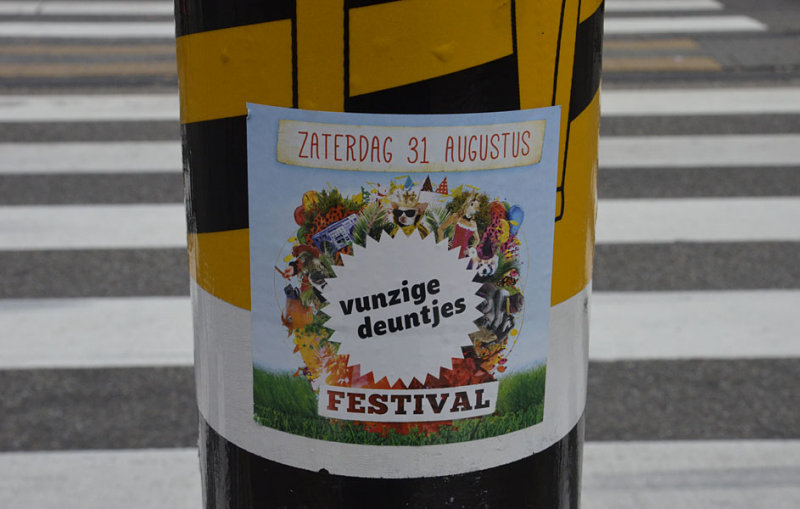 ZATERDAG 31 AUGUSTUS
vunzige
deuntjes
FESTIVAL